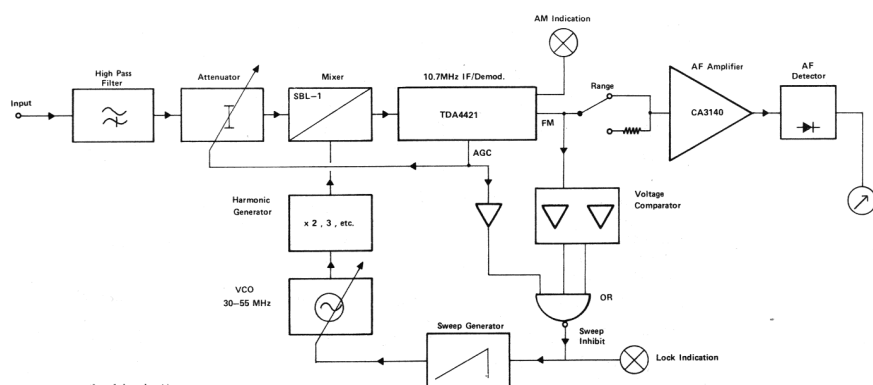 AM Indication
High Pass
Filter
Attenuator
Mixer
10.7MHz IF/Demod.
Range
AF Amplifier
AF
Detector
Input
SBL–1
TDA4421
FM
CA3140
AGC
Harmonic
Generator
x 2 , 3 , etc.
Voltage
Comparator
VCO
30–55 MHz
OR
Sweep Generator
Sweep
Inhibit
Lock Indication